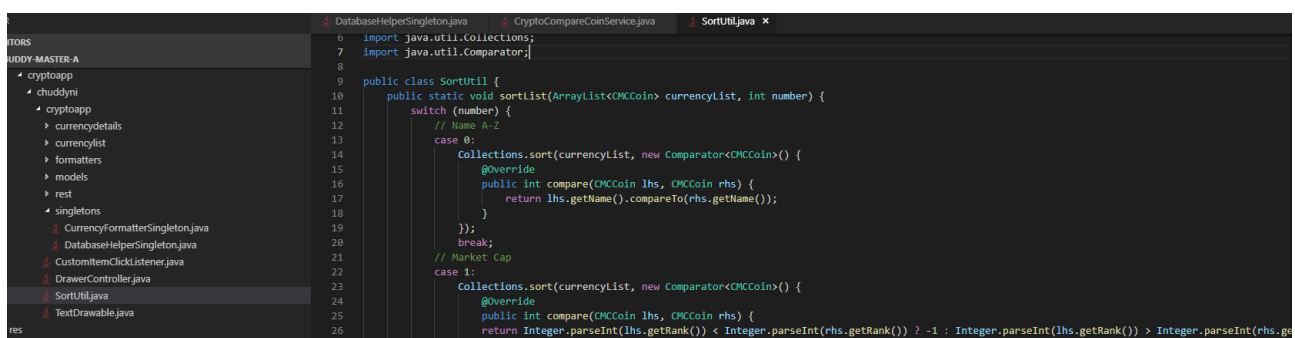 DatabaseHelperSingleton.java CryptoCompareCoinService.java SortUtil.java ×
ITORS
UDDY-MASTER-A
cryptoapp
chuddyni
cryptoapp
currencydetails
currencylist
formatters
models
rest
singletons
CurrencyFormatterSingleton.java
DatabaseHelperSingleton.java
CustomItemClickListener.java
DrawerController.java
SortUtil.java
TextDrawable.java
res
6 import java.util.Collections;
7 import java.util.Comparator;
8
9 public class SortUtil {
10 public static void sortList(ArrayList<CMCCoin> currencyList, int number) {
11 switch (number) {
12 // Name A-Z
13 case 0:
14 Collections.sort(currencyList, new Comparator<CMCCoin>() {
15 @Override
16 public int compare(CMCCoin lhs, CMCCoin rhs) {
17 return lhs.getName().compareTo(rhs.getName());
18 }
19 });
20 break;
21 // Market Cap
22 case 1:
23 Collections.sort(currencyList, new Comparator<CMCCoin>() {
24 @Override
25 public int compare(CMCCoin lhs, CMCCoin rhs) {
26 return Integer.parseInt(lhs.getRank()) < Integer.parseInt(rhs.getRank()) ? -1 : Integer.parseInt(lhs.getRank()) > Integer.parseInt(rhs.ge